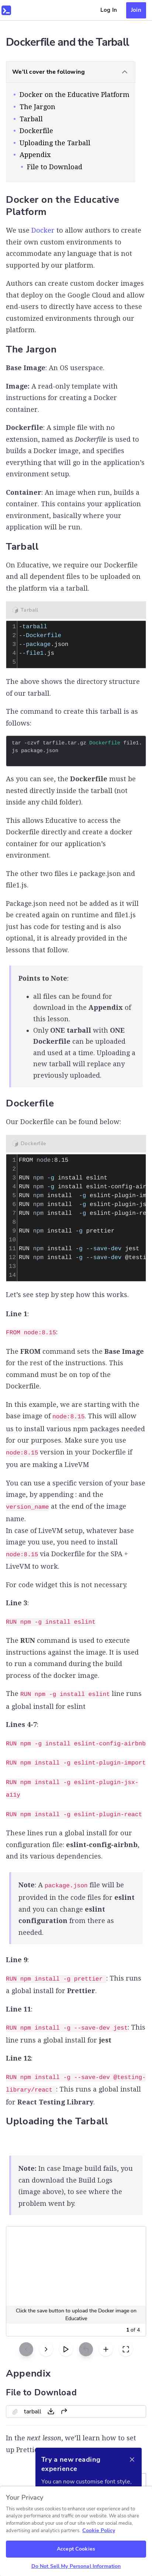 Log In
Join
Dockerfile and the Tarball
We'll cover the following
Docker on the Educative Platform
The Jargon
Tarball
Dockerfile
Uploading the Tarball
Appendix
File to Download
Docker on the Educative
Platform
We use Docker to allow authors to create
their own custom environments to
accommodate any language that is not
supported by our platform.
Authors can create custom docker images
that deploy on the Google Cloud and allow
end-users to directly have access to these
customized environments through our
platform.
The Jargon
Base Image: An OS userspace.
Image: A read-only template with
instructions for creating a Docker
container.
Dockerfile: A simple file with no
extension, named as Dockerfile is used to
builds a Docker image, and specifies
everything that will go in the application's
environment setup.
Container: An image when run, builds a
container. This contains your application
environment, basically where your
application will be run.
Tarball
On Educative, we require our Dockerfile
and dependent files to be uploaded on
the platform via a tarball.
Tarball
1 -tarball
2 --Dockerfile
3 --package.json
4 --file1.js
5
The above shows the directory structure
of our tarball.
The command to create this tarball is as
follows:
tar -czvf tarfile.tar.gz Dockerfile file1.
js package.json
As you can see, the Dockerfile must be
nested directly inside the tarball (not
inside any child folder).
This allows Educative to access the
Dockerfile directly and create a docker
container for our application's
environment.
The other two files are package.json and
file1.js.
Package.json need not be added as it will
be created again on runtime and file1.js
just has code for testing and is also
optional, it is already provided in the
lessons that follow.
Points to Note:
all files can be found for
download in the Appendix of
this lesson.
Only ONE tarball with ONE
Dockerfile can be uploaded
and used at a time. Uploading a
new tarball will replace any
previously uploaded.
Dockerfile
Our Dockerfile can be found below:
Dockerfile
1 FROM node:8.15
2
3 RUN npm -g install eslint
4 RUN npm -g install eslint-config-air
5 RUN npm install -g eslint-plugin-im
6 RUN npm install -g eslint-plugin-js
7 RUN npm install -g eslint-plugin-re
8
9 RUN npm install -g prettier
10
11 RUN npm install -g --save-dev jest
12 RUN npm install -g --save-dev @testi
13
14
Let's see step by step how this works.
Line 1:
FROM node:8.15:
The FROM command sets the Base Image
for the rest of the instructions. This
command must be on top of the
Dockerfile.
In this example, we are starting with the
base image of node:8.15. This will allow
us to install various npm packages needed
for our purposes. Make sure you use
node:8.15 version in your Dockerfile if
you are making a LiveVM
You can use a specific version of your base
image, by appending : and the
version_name at the end of the image
name.
In case of LiveVM setup, whatever base
image you use, you need to install
node:8.15 via Dockerfile for the SPA +
LiveVM to work.
For code widget this is not necessary.
Line 3:
RUN npm -g install eslint
The RUN command is used to execute
instructions against the image. It is used
to run a command during the build
process of the docker image.
The RUN npm -g install eslint line runs
a global install for eslint
Lines 4-7:
RUN npm -g install eslint-config-airbnb
RUN npm install -g eslint-plugin-import
RUN npm install -g eslint-plugin-jsx-
a11y
RUN npm install -g eslint-plugin-react
These lines run a global install for our
configuration file: eslint-config-airbnb,
and its various dependencies.
Note: A package.json file will be
provided in the code files for eslint
and you can change eslint
configuration from there as
needed.
Line 9:
RUN npm install -g prettier : This runs
a global install for Prettier.
Line 11:
RUN npm install -g --save-dev jest: This
line runs a global install for jest
Line 12:
RUN npm install -g --save-dev @testing-
library/react : This runs a global install
for React Testing Library.
Uploading the Tarball
Note: In case Image build fails, you
can download the Build Logs
(image above), to see where the
problem went by.
Click the save button to upload the Docker image on
Educative
1 of 4
Appendix
File to Download
tarball
In the next lesson, we'll learn how to set
up Prettie
Try a new reading
experience
You can now customise font style,
Your Privacy
This website uses cookies to enhance user experience and to
analyze performance and traffic on our website. We also share
information about your use of our site with our social media,
advertising and analytics partners. Cookie Policy
Accept Cookies
Do Not Sell My Personal Information